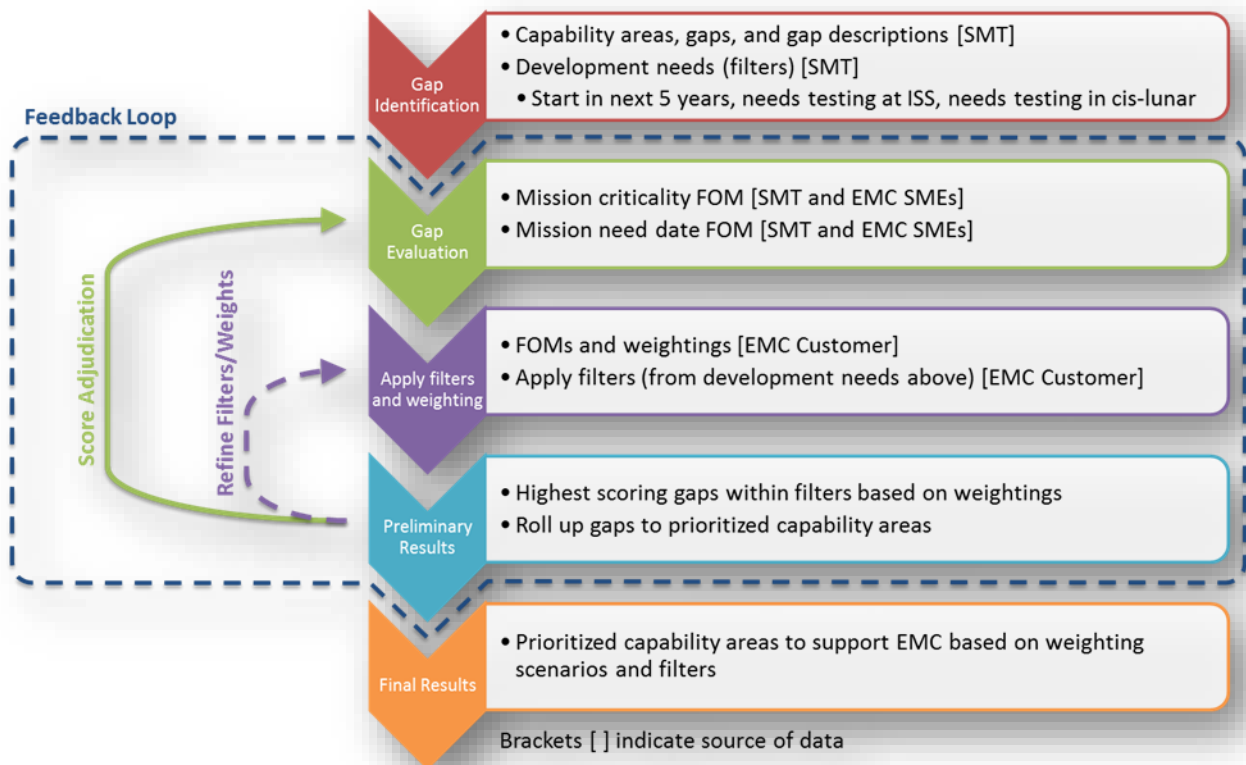 Gap
Identification
• Capability areas, gaps, and gap descriptions [SMT]
• Development needs (filters) [SMT]
• Start in next 5 years, needs testing at ISS, needs testing in cis-lunar
Feedback Loop
Gap
Evaluation
• Mission criticality FOM [SMT and EMC SMEs]
• Mission need date FOM [SMT and EMC SMEs]
Score Adjudication
Refine Filters/Weights
Apply filters
and weighting
• FOMs and weightings [EMC Customer]
• Apply filters (from development needs above) [EMC Customer]
Preliminary
Results
• Highest scoring gaps within filters based on weightings
• Roll up gaps to prioritized capability areas
Final Results
• Prioritized capability areas to support EMC based on weighting
scenarios and filters
Brackets [ ] indicate source of data